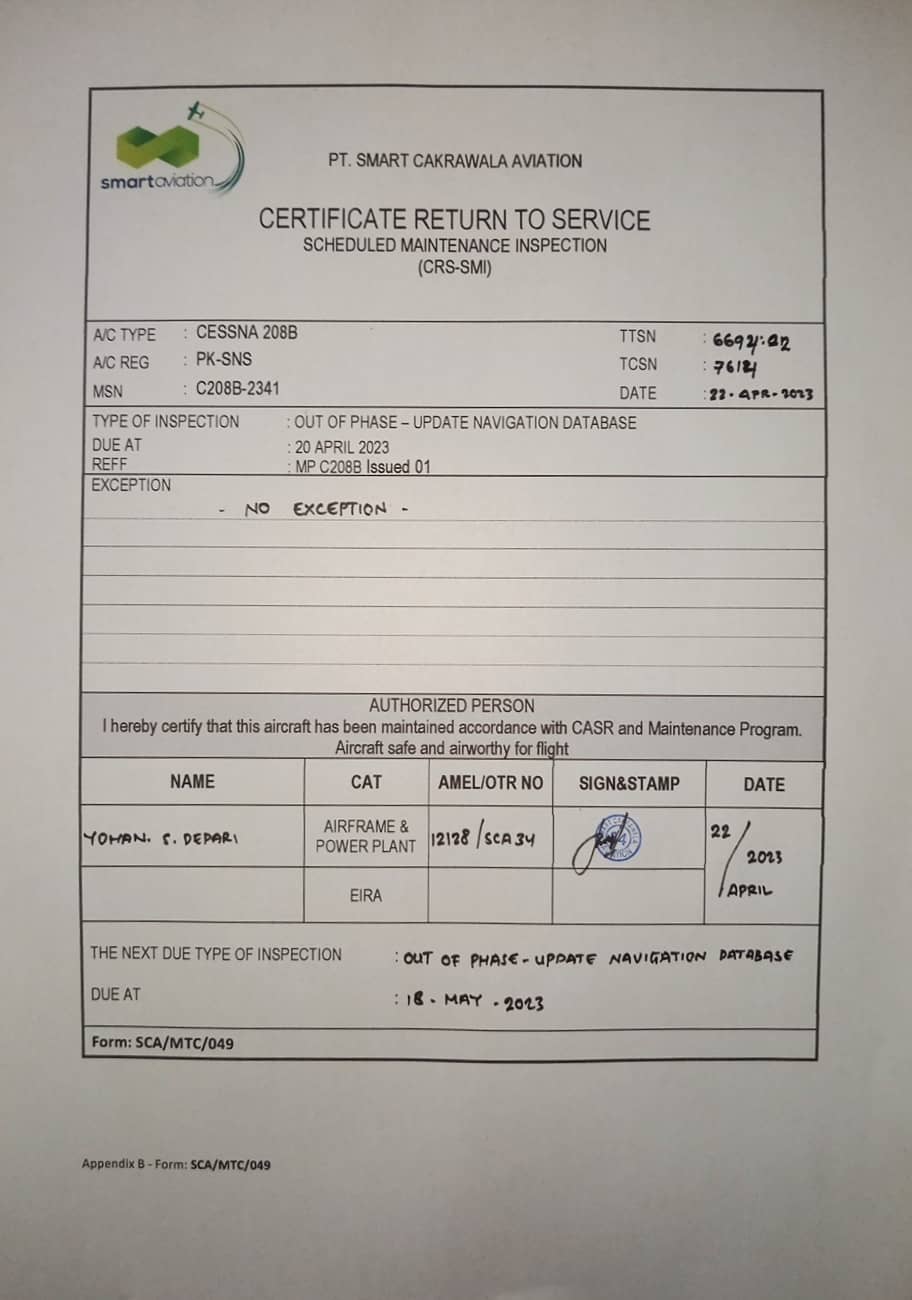 smartaviation
PT. SMART CAKRAWALA AVIATION
CERTIFICATE RETURN TO SERVICE
SCHEDULED MAINTENANCE INSPECTION
(CRS-SMI)
A/C TYPE : CESSNA 208B TTSN :
A/C REG : PK-SNS TCSN :
MSN : C208B-2341 DATE : 22-APR-2023
TYPE OF INSPECTION : OUT OF PHASE – UPDATE NAVIGATION DATABASE
DUE AT : 20 APRIL 2023
REFF : MP C208B Issued 01
EXCEPTION
- NO EXCEPTION -
AUTHORIZED PERSON
I hereby certify that this aircraft has been maintained accordance with CASR and Maintenance Program.
Aircraft safe and airworthy for flight
NAME CAT AMEL/OTR NO SIGN&STAMP DATE
YOHAN. S. DEPARI AIRFRAME & POWER PLANT 12128/SCA34 22/APRIL 2023
EIRA
THE NEXT DUE TYPE OF INSPECTION : OUT OF PHASE - UPDATE NAVIGATION DATABASE
DUE AT : 18 - MAY - 2023
Form: SCA/MTC/049
Appendix B - Form: SCA/MTC/049